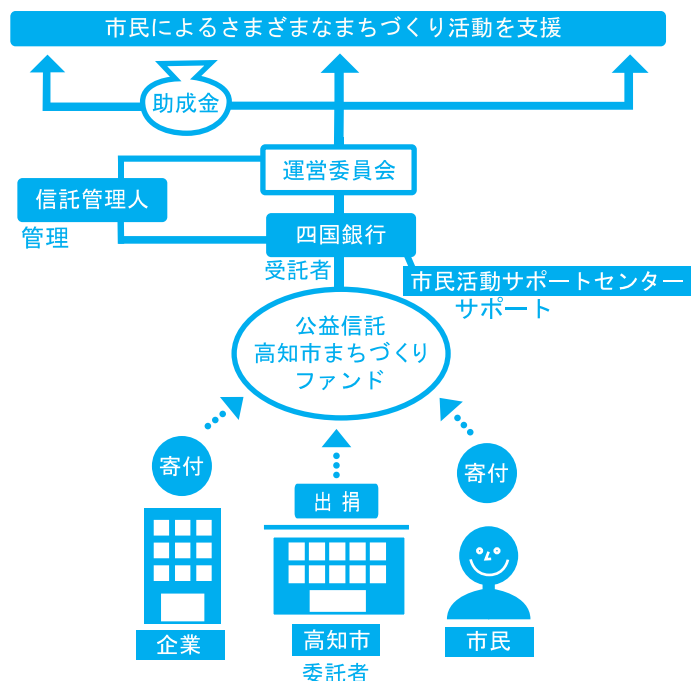 市民によるさまざまなまちづくり活動を支援
助成金
運営委員会
信託管理人
管理
四国銀行
受託者
市民活動サポートセンター
サポート
公益信託
高知市まちづくり
ファンド
寄付
出捐
寄付
企業
高知市
委託者
市民